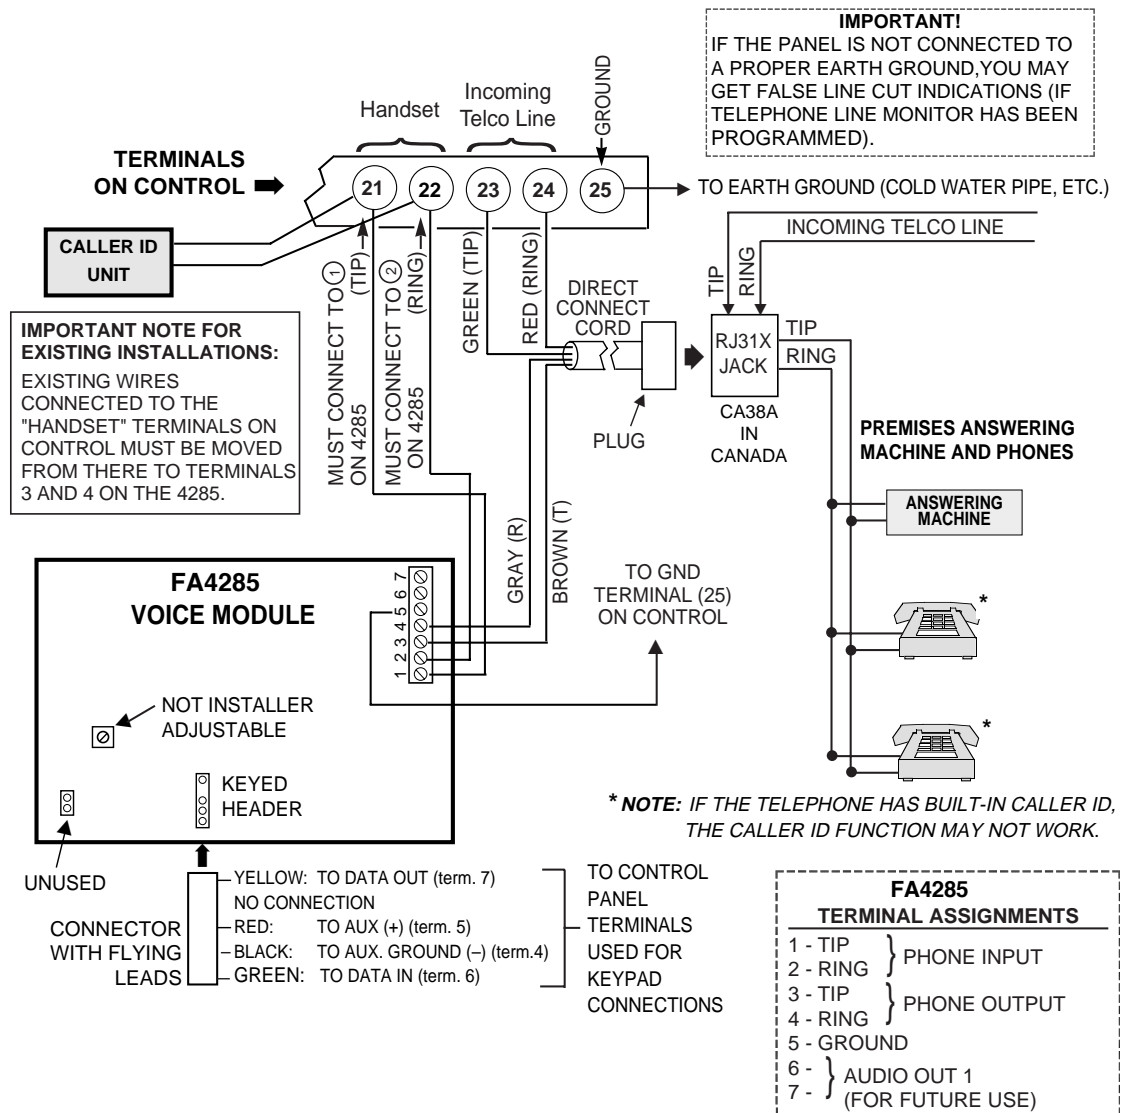 IMPORTANT!
IF THE PANEL IS NOT CONNECTED TO
A PROPER EARTH GROUND,YOU MAY
GET FALSE LINE CUT INDICATIONS (IF
TELEPHONE LINE MONITOR HAS BEEN
PROGRAMMED).
Handset
Incoming
Telco Line
GROUND
TERMINALS
ON CONTROL
21
22
23
24
25
TO EARTH GROUND (COLD WATER PIPE, ETC.)
CALLER ID
UNIT
INCOMING TELCO LINE
TIP
RING
MUST CONNECT TO 1
ON 4285
(TIP)
MUST CONNECT TO 2
ON 4285
(RING)
GREEN (TIP)
RED (RING)
DIRECT
CONNECT
CORD
PLUG
RJ31X
JACK
TIP
RING
CA38A
IN
CANADA
IMPORTANT NOTE FOR
EXISTING INSTALLATIONS:
EXISTING WIRES
CONNECTED TO THE
"HANDSET" TERMINALS ON
CONTROL MUST BE MOVED
FROM THERE TO TERMINALS
3 AND 4 ON THE 4285.
PREMISES ANSWERING
MACHINE AND PHONES
ANSWERING
MACHINE
*
*
GRAY (R)
BROWN (T)
TO GND
TERMINAL (25)
ON CONTROL
FA4285
VOICE MODULE
7
6
5
4
3
2
1
NOT INSTALLER
ADJUSTABLE
KEYED
HEADER
UNUSED
* NOTE: IF THE TELEPHONE HAS BUILT-IN CALLER ID,
THE CALLER ID FUNCTION MAY NOT WORK.
CONNECTOR
WITH FLYING
LEADS
YELLOW: TO DATA OUT (term. 7)
NO CONNECTION
RED: TO AUX (+) (term. 5)
BLACK: TO AUX. GROUND (–) (term.4)
GREEN: TO DATA IN (term. 6)
TO CONTROL
PANEL
TERMINALS
USED FOR
KEYPAD
CONNECTIONS
FA4285
TERMINAL ASSIGNMENTS
1 - TIP
2 - RING
PHONE INPUT
3 - TIP
4 - RING
PHONE OUTPUT
5 - GROUND
6 -
7 -
AUDIO OUT 1
(FOR FUTURE USE)